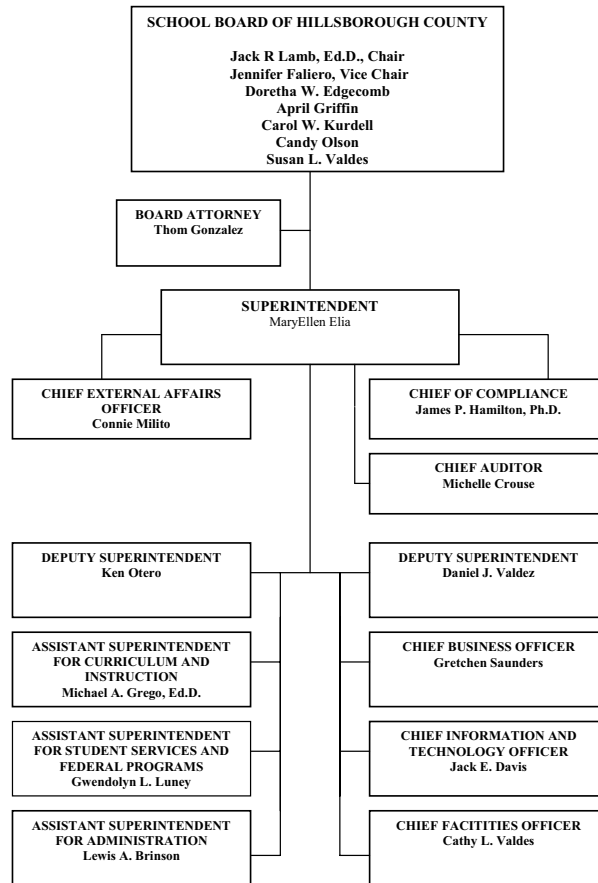 SCHOOL BOARD OF HILLSBOROUGH COUNTY
Jack R Lamb, Ed.D., Chair
Jennifer Faliero, Vice Chair
Doretha W. Edgecomb
April Griffin
Carol W. Kurdell
Candy Olson
Susan L. Valdes
BOARD ATTORNEY
Thom Gonzalez
SUPERINTENDENT
MaryEllen Elia
CHIEF EXTERNAL AFFAIRS
OFFICER
Connie Milito
CHIEF OF COMPLIANCE
James P. Hamilton, Ph.D.
CHIEF AUDITOR
Michelle Crouse
DEPUTY SUPERINTENDENT
Ken Otero
DEPUTY SUPERINTENDENT
Daniel J. Valdez
ASSISTANT SUPERINTENDENT
FOR CURRICULUM AND
INSTRUCTION
Michael A. Grego, Ed.D.
CHIEF BUSINESS OFFICER
Gretchen Saunders
ASSISTANT SUPERINTENDENT
FOR STUDENT SERVICES AND
FEDERAL PROGRAMS
Gwendolyn L. Luney
CHIEF INFORMATION AND
TECHNOLOGY OFFICER
Jack E. Davis
ASSISTANT SUPERINTENDENT
FOR ADMINISTRATION
Lewis A. Brinson
CHIEF FACTITIES OFFICER
Cathy L. Valdes